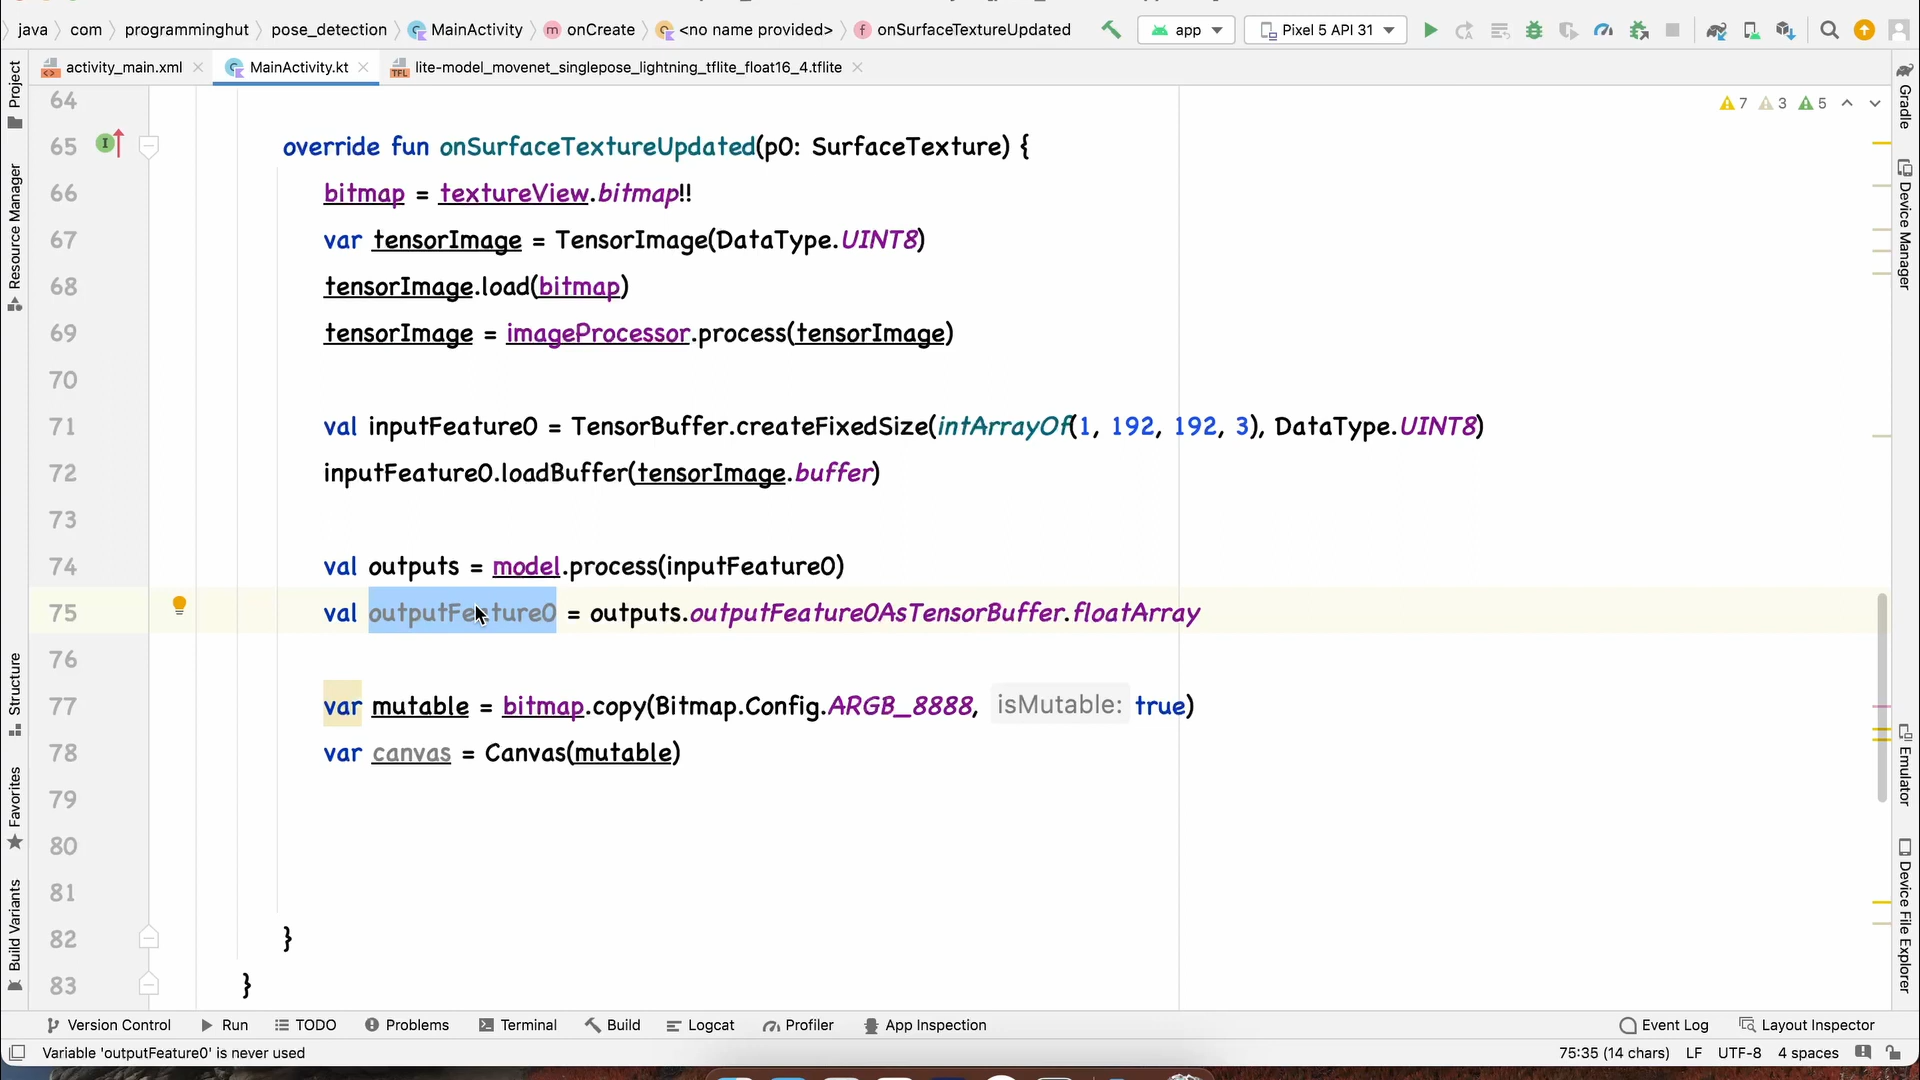 java com programminghut pose_detection MainActivity onCreate <no name provided> onSurfaceTextureUpdated app Pixel 5 API 31
activity_main.xml MainActivity.kt lite-model_movenet_singlepose_lightning_tflite_float16_4.tflite
7 3 5
64
65 override fun onSurfaceTextureUpdated(p0: SurfaceTexture) {
66 bitmap = textureView.bitmap!!
67 var tensorImage = TensorImage(DataType.UINT8)
68 tensorImage.load(bitmap)
69 tensorImage = imageProcessor.process(tensorImage)
70
71 val inputFeature0 = TensorBuffer.createFixedSize(intArrayOf(1, 192, 192, 3), DataType.UINT8)
72 inputFeature0.loadBuffer(tensorImage.buffer)
73
74 val outputs = model.process(inputFeature0)
75 val outputFeature0 = outputs.outputFeature0AsTensorBuffer.floatArray
76
77 var mutable = bitmap.copy(Bitmap.Config.ARGB_8888, isMutable: true)
78 var canvas = Canvas(mutable)
79
80
81
82 }
83 }
Project
Resource Manager
Structure
Favorites
Build Variants
Gradle
Device Manager
Emulator
Device File Explorer
Version Control Run TODO Problems Terminal Build Logcat Profiler App Inspection Event Log Layout Inspector
Variable 'outputFeature0' is never used 75:35 (14 chars) LF UTF-8 4 spaces